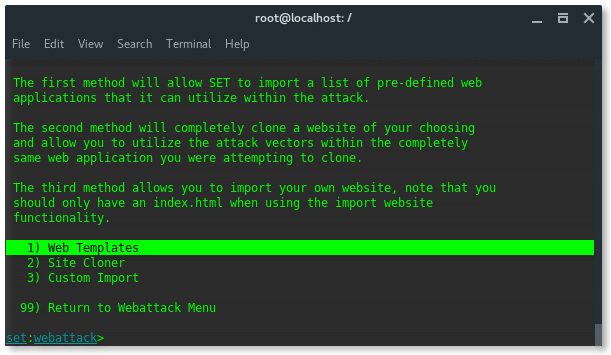 root@localhost: /
File Edit View Search Terminal Help
The first method will allow SET to import a list of pre-defined web
applications that it can utilize within the attack.
The second method will completely clone a website of your choosing
and allow you to utilize the attack vectors within the completely
same web application you were attempting to clone.
The third method allows you to import your own website, note that you
should only have an index.html when using the import website
functionality.
1) Web Templates
2) Site Cloner
3) Custom Import
99) Return to Webattack Menu
set:webattack>